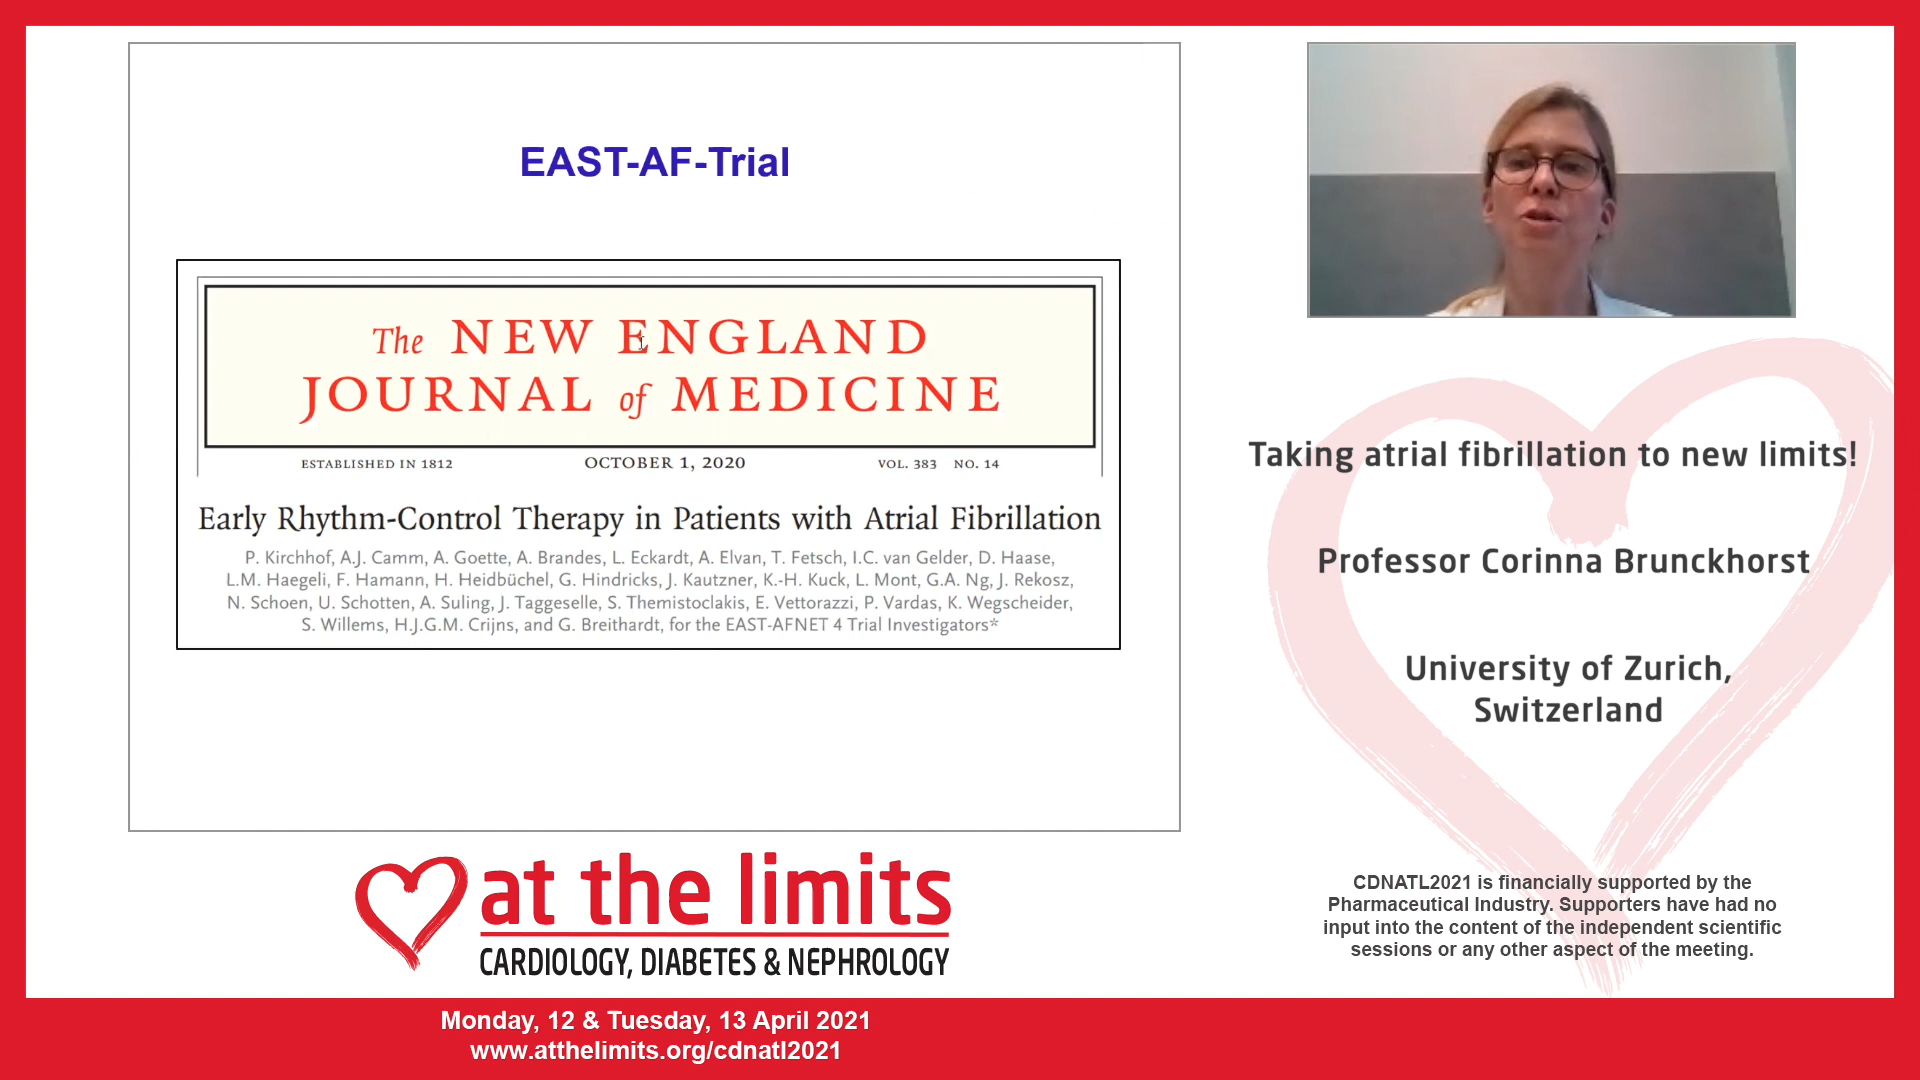 EAST-AF-Trial
The NEW ENGLAND
JOURNAL of MEDICINE
ESTABLISHED IN 1812 OCTOBER 1, 2020 VOL. 383 NO. 14
Early Rhythm-Control Therapy in Patients with Atrial Fibrillation
P. Kirchhof, A.J. Camm, A. Goette, A. Brandes, L. Eckardt, A. Elvan, T. Fetsch, I.C. van Gelder, D. Haase,
L.M. Haegeli, F. Hamann, H. Heidbüchel, G. Hindricks, J. Kautzner, K.-H. Kuck, L. Mont, G.A. Ng, J. Rekosz,
N. Schoen, U. Schotten, A. Suling, J. Taggeselle, S. Themistoclakis, E. Vettorazzi, P. Vardas, K. Wegscheider,
S. Willems, H.J.G.M. Crijns, and G. Breithardt, for the EAST-AFNET 4 Trial Investigators*
Taking atrial fibrillation to new limits!
Professor Corinna Brunckhorst
University of Zurich,
Switzerland
CDNATL2021 is financially supported by the
Pharmaceutical Industry. Supporters have had no
input into the content of the independent scientific
sessions or any other aspect of the meeting.
at the limits
CARDIOLOGY, DIABETES & NEPHROLOGY
Monday, 12 & Tuesday, 13 April 2021
www.atthelimits.org/cdnatl2021